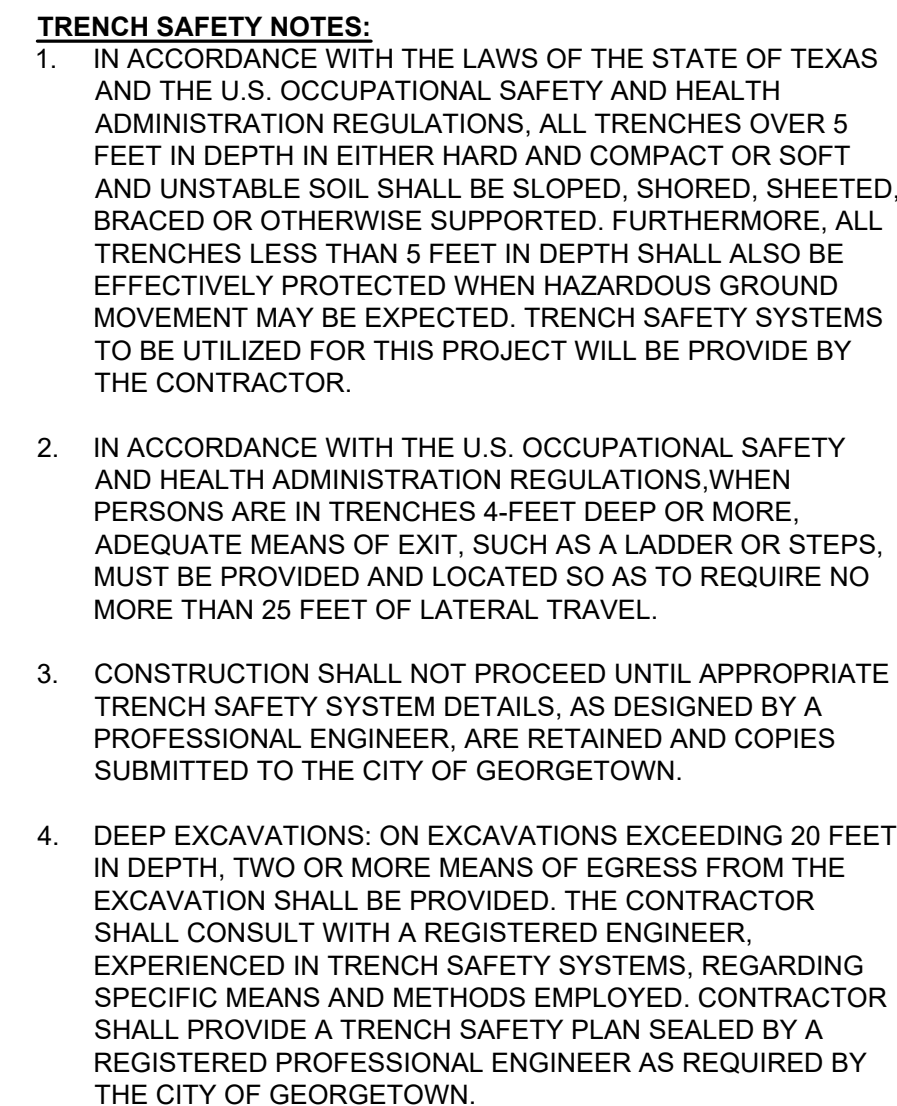 TRENCH SAFETY NOTES:
1. IN ACCORDANCE WITH THE LAWS OF THE STATE OF TEXAS
AND THE U.S. OCCUPATIONAL SAFETY AND HEALTH
ADMINISTRATION REGULATIONS, ALL TRENCHES OVER 5
FEET IN DEPTH IN EITHER HARD AND COMPACT OR SOFT
AND UNSTABLE SOIL SHALL BE SLOPED, SHORED, SHEETED,
BRACED OR OTHERWISE SUPPORTED. FURTHERMORE, ALL
TRENCHES LESS THAN 5 FEET IN DEPTH SHALL ALSO BE
EFFECTIVELY PROTECTED WHEN HAZARDOUS GROUND
MOVEMENT MAY BE EXPECTED. TRENCH SAFETY SYSTEMS
TO BE UTILIZED FOR THIS PROJECT WILL BE PROVIDE BY
THE CONTRACTOR.
2. IN ACCORDANCE WITH THE U.S. OCCUPATIONAL SAFETY
AND HEALTH ADMINISTRATION REGULATIONS,WHEN
PERSONS ARE IN TRENCHES 4-FEET DEEP OR MORE,
ADEQUATE MEANS OF EXIT, SUCH AS A LADDER OR STEPS,
MUST BE PROVIDED AND LOCATED SO AS TO REQUIRE NO
MORE THAN 25 FEET OF LATERAL TRAVEL.
3. CONSTRUCTION SHALL NOT PROCEED UNTIL APPROPRIATE
TRENCH SAFETY SYSTEM DETAILS, AS DESIGNED BY A
PROFESSIONAL ENGINEER, ARE RETAINED AND COPIES
SUBMITTED TO THE CITY OF GEORGETOWN.
4. DEEP EXCAVATIONS: ON EXCAVATIONS EXCEEDING 20 FEET
IN DEPTH, TWO OR MORE MEANS OF EGRESS FROM THE
EXCAVATION SHALL BE PROVIDED. THE CONTRACTOR
SHALL CONSULT WITH A REGISTERED ENGINEER,
EXPERIENCED IN TRENCH SAFETY SYSTEMS, REGARDING
SPECIFIC MEANS AND METHODS EMPLOYED. CONTRACTOR
SHALL PROVIDE A TRENCH SAFETY PLAN SEALED BY A
REGISTERED PROFESSIONAL ENGINEER AS REQUIRED BY
THE CITY OF GEORGETOWN.